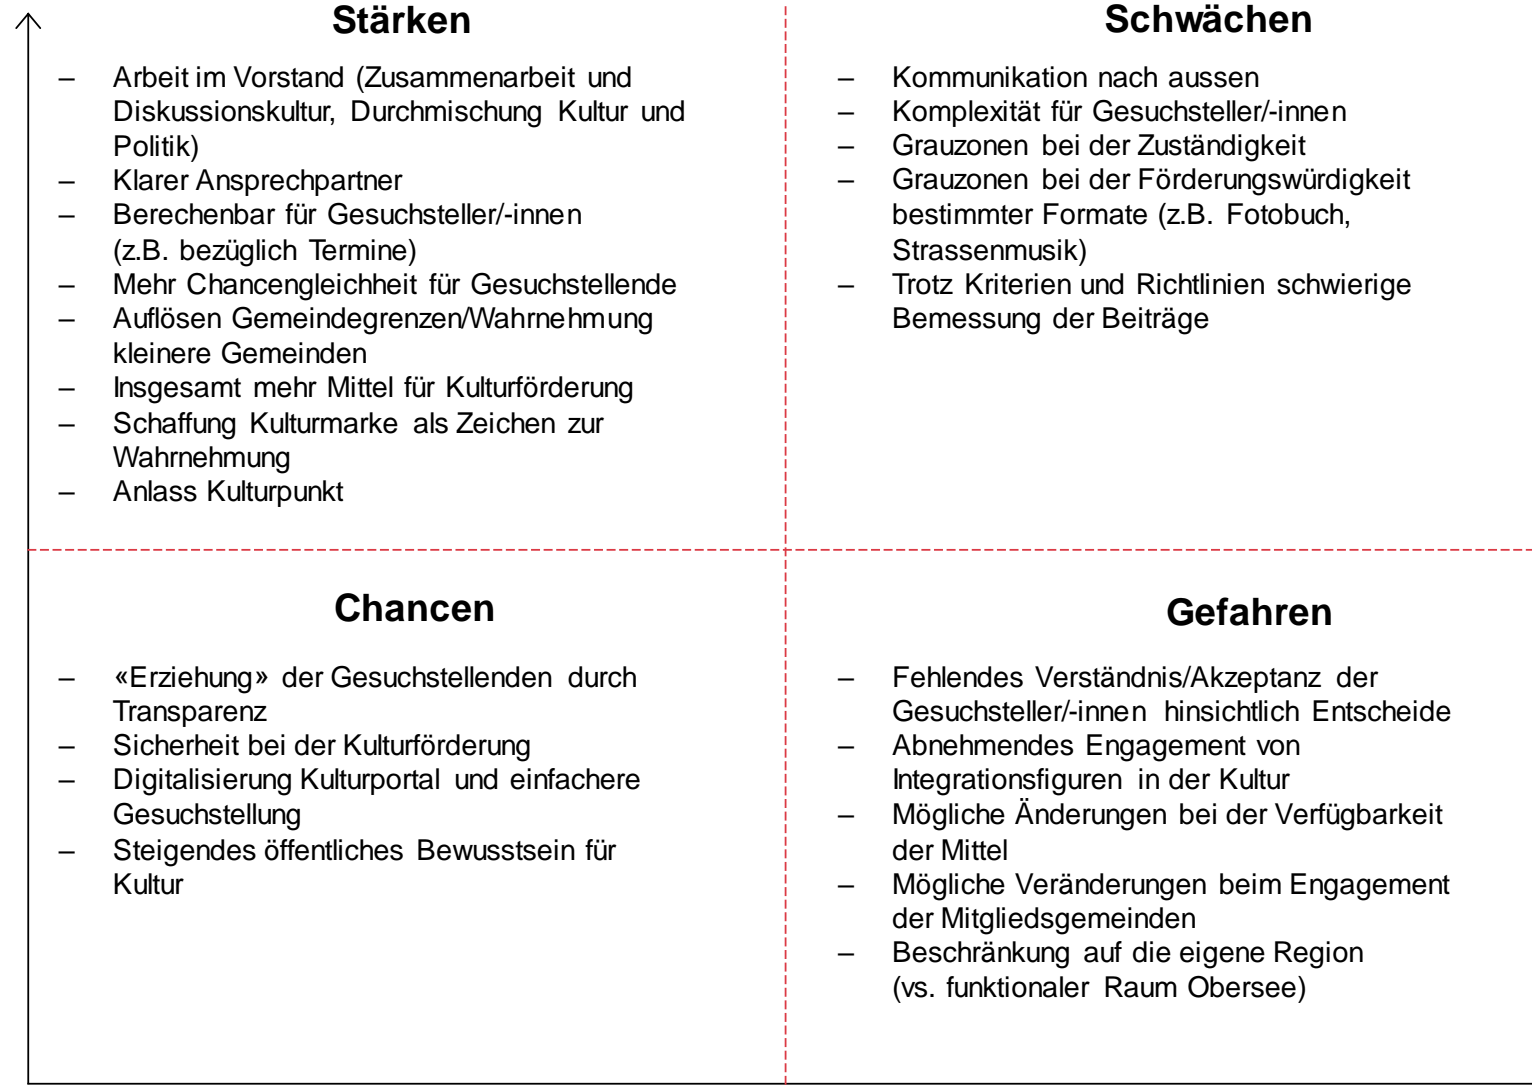 Stärken
– Arbeit im Vorstand (Zusammenarbeit und
Diskussionskultur, Durchmischung Kultur und
Politik)
– Klarer Ansprechpartner
– Berechenbar für Gesuchsteller/-innen
(z.B. bezüglich Termine)
– Mehr Chancengleichheit für Gesuchstellende
– Auflösen Gemeindegrenzen/Wahrnehmung
kleinere Gemeinden
– Insgesamt mehr Mittel für Kulturförderung
– Schaffung Kulturmarke als Zeichen zur
Wahrnehmung
– Anlass Kulturpunkt
Schwächen
– Kommunikation nach aussen
– Komplexität für Gesuchsteller/-innen
– Grauzonen bei der Zuständigkeit
– Grauzonen bei der Förderungswürdigkeit
bestimmter Formate (z.B. Fotobuch,
Strassenmusik)
– Trotz Kriterien und Richtlinien schwierige
Bemessung der Beiträge
Chancen
– «Erziehung» der Gesuchstellenden durch
Transparenz
– Sicherheit bei der Kulturförderung
– Digitalisierung Kulturportal und einfachere
Gesuchstellung
– Steigendes öffentliches Bewusstsein für
Kultur
Gefahren
– Fehlendes Verständnis/Akzeptanz der
Gesuchsteller/-innen hinsichtlich Entscheide
– Abnehmendes Engagement von
Integrationsfiguren in der Kultur
– Mögliche Änderungen bei der Verfügbarkeit
der Mittel
– Mögliche Veränderungen beim Engagement
der Mitgliedsgemeinden
– Beschränkung auf die eigene Region
(vs. funktionaler Raum Obersee)